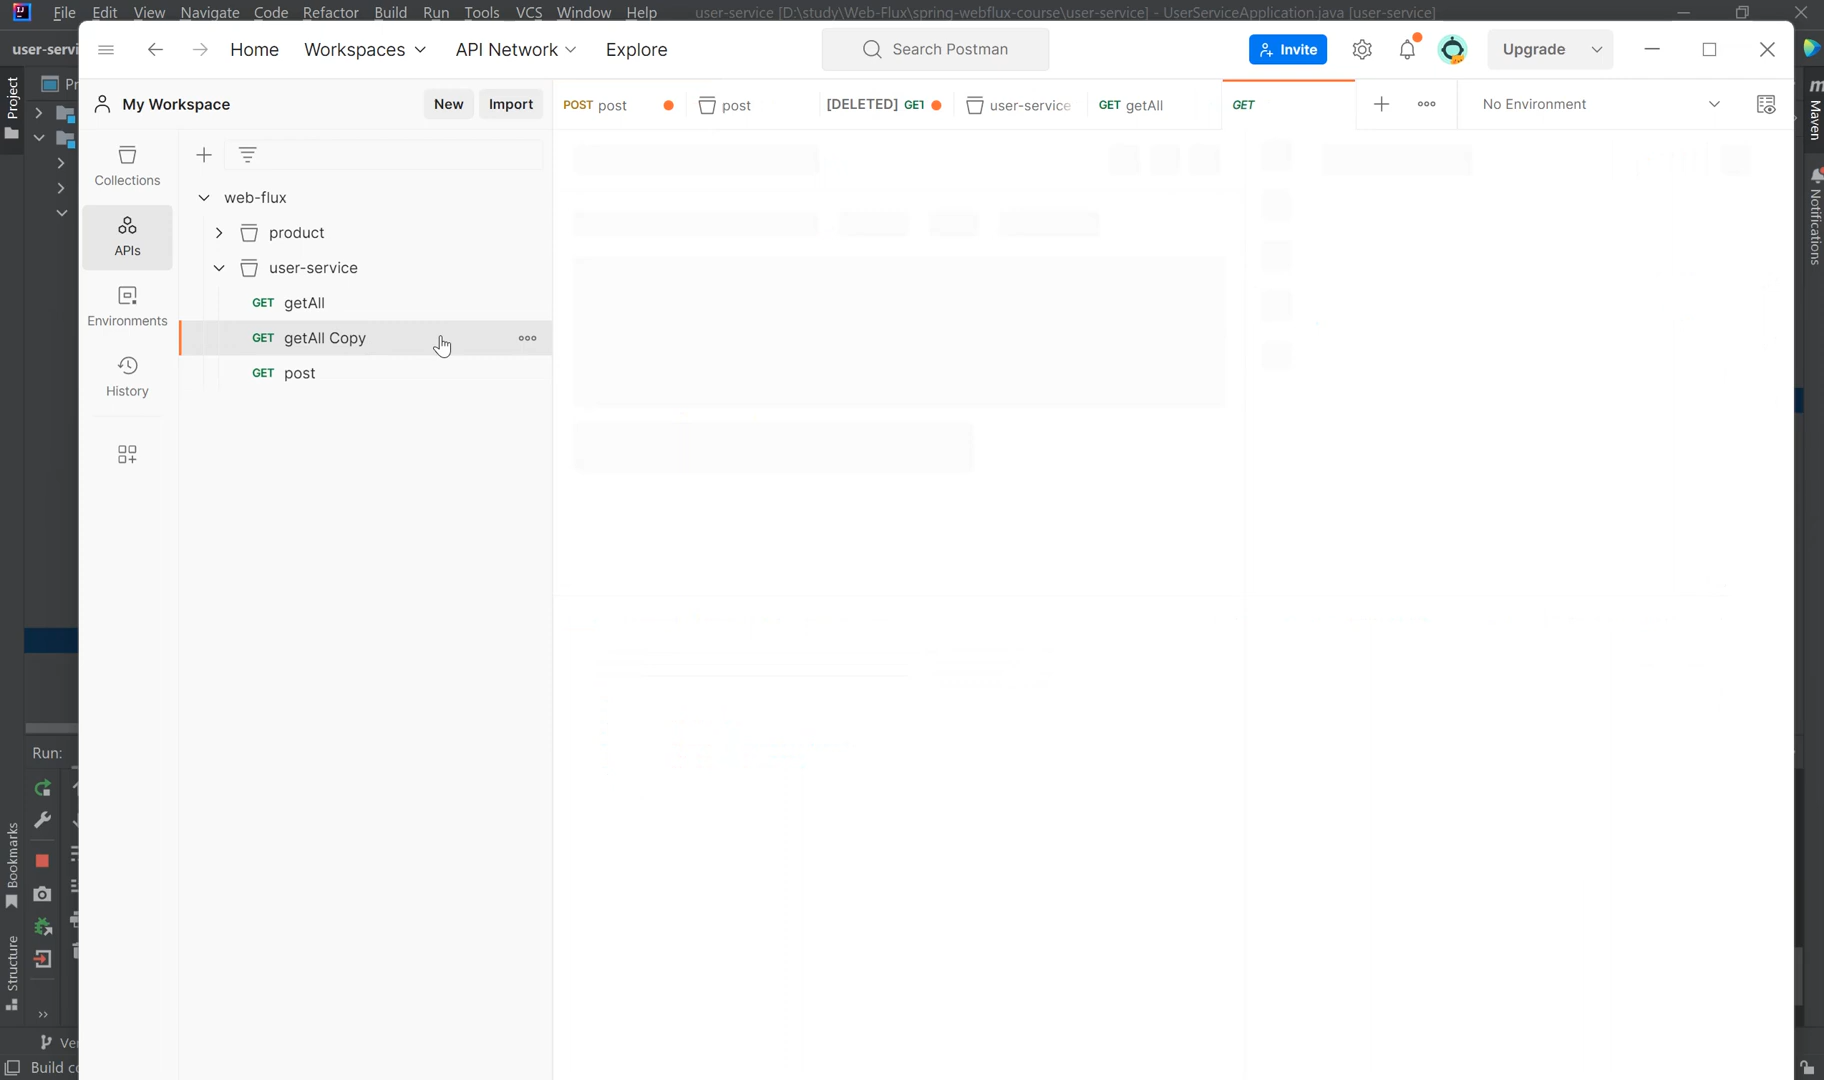 File Edit View Navigate Code Refactor Build Run Tools VCS Window Help user-service [D:\study\Web-Flux\spring-webflux-course\user-service] - UserServiceApplication.java [user-service]
user-servi
Home Workspaces API Network Explore Search Postman Invite Upgrade
Project
Pr
My Workspace New Import POST post post [DELETED] GET user-service GET getAll GET No Environment
Maven
Collections
web-flux
product
APIs
user-service
Notifications
GET getAll
Environments
GET getAll Copy
GET post
History
Run:
Bookmarks
Structure
Ve
Build co